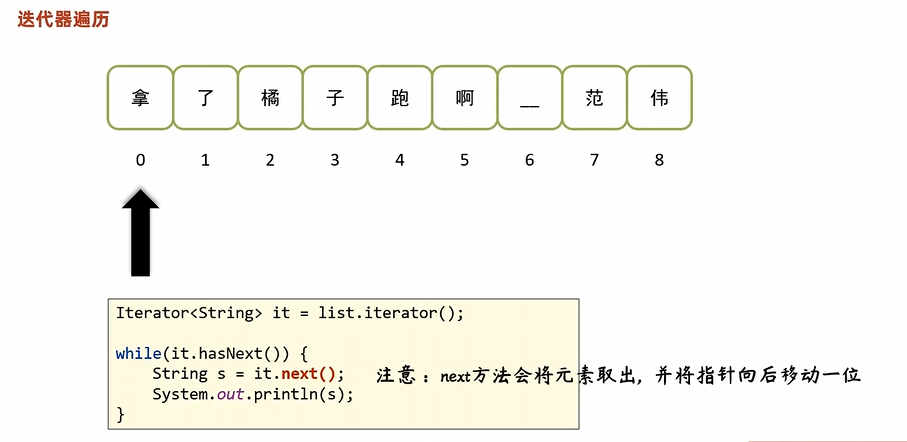 迭代器遍历
拿 了 橘 子 跑 啊 __ 范 伟
0 1 2 3 4 5 6 7 8
Iterator<String> it = list.iterator();
while(it.hasNext()) {
String s = it.next(); 注意：next方法会将元素取出, 并将指针向后移动一位
System.out.println(s);
}